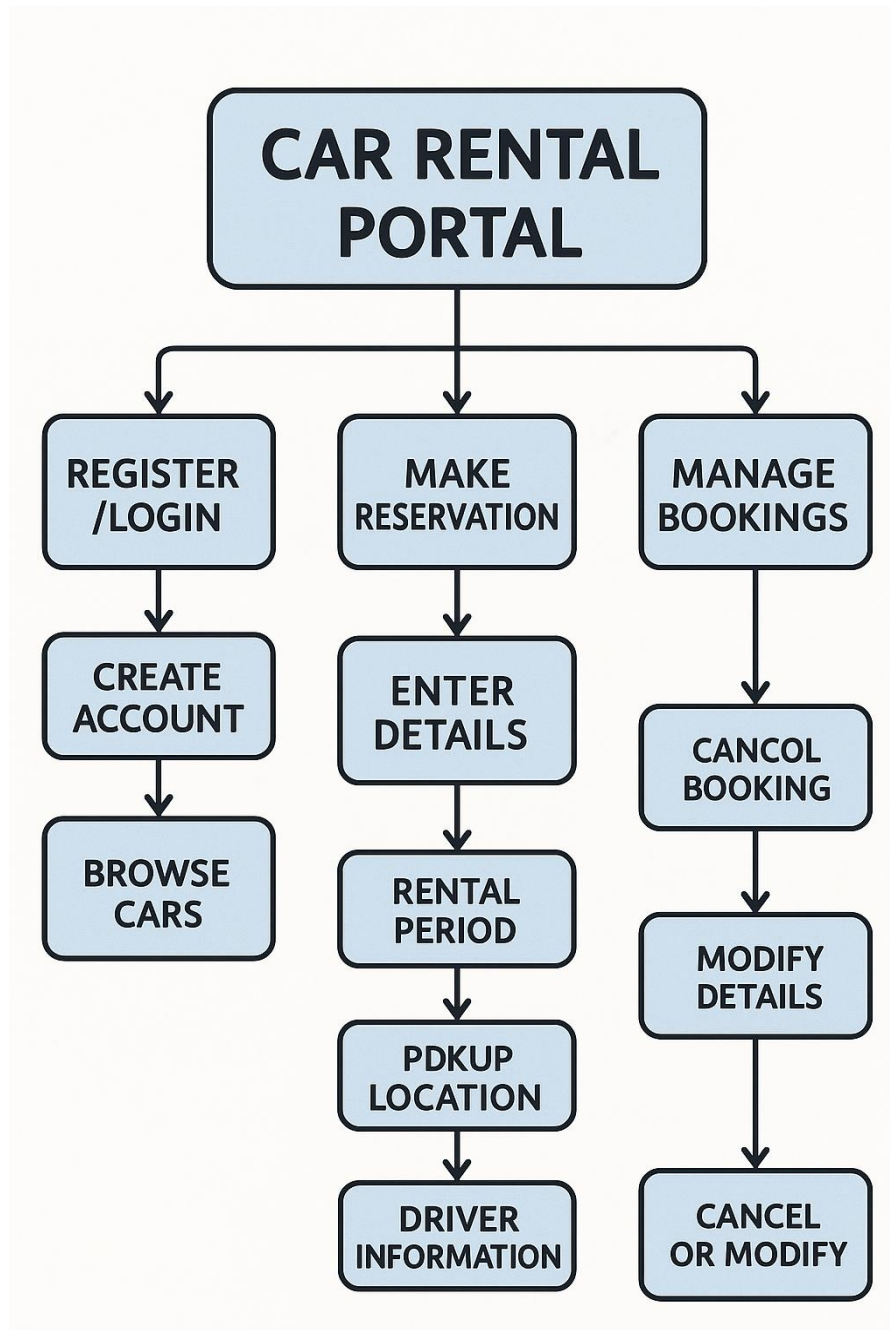 CAR RENTAL
PORTAL
REGISTER
/LOGIN
CREATE
ACCOUNT
BROWSE
CARS
MAKE
RESERVATION
ENTER
DETAILS
RENTAL
PERIOD
PDKUP
LOCATION
DRIVER
INFORMATION
MANAGE
BOOKINGS
CANCOL
BOOKING
MODIFY
DETAILS
CANCEL
OR MODIFY